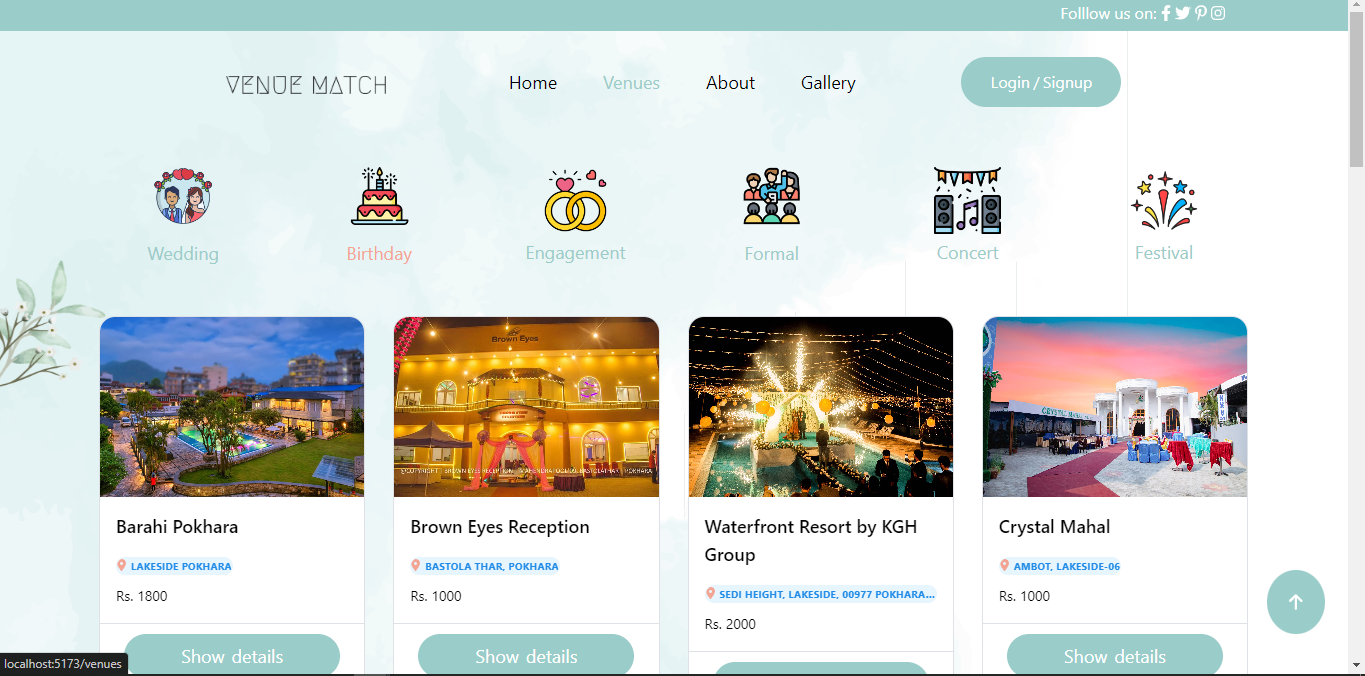 Folllow us on:
VENUE MATCH
Home Venues About Gallery Login / Signup
Wedding Birthday Engagement Formal Concert Festival
Brown Eyes
CRYSTAL MAHAL
Barahi Pokhara
LAKESIDE POKHARA
Rs. 1800
Show details
Brown Eyes Reception
BASTOLA THAR, POKHARA
Rs. 1000
Show details
Waterfront Resort by KGH
Group
SEDI HEIGHT, LAKESIDE, 00977 POKHARA...
Rs. 2000
Crystal Mahal
AMBOT, LAKESIDE-06
Rs. 1000
Show details
localhost:5173/venues